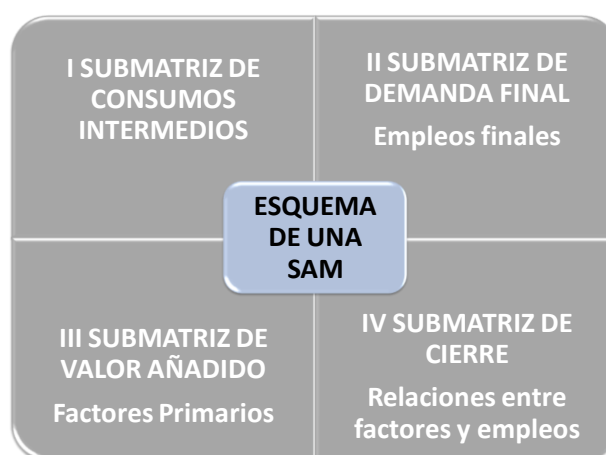 I SUBMATRIZ DE
CONSUMOS
INTERMEDIOS
II SUBMATRIZ DE
DEMANDA FINAL
Empleos finales
ESQUEMA
DE UNA
SAM
III SUBMATRIZ DE
VALOR AÑADIDO
Factores Primarios
IV SUBMATRIZ DE
CIERRE
Relaciones entre
factores y empleos